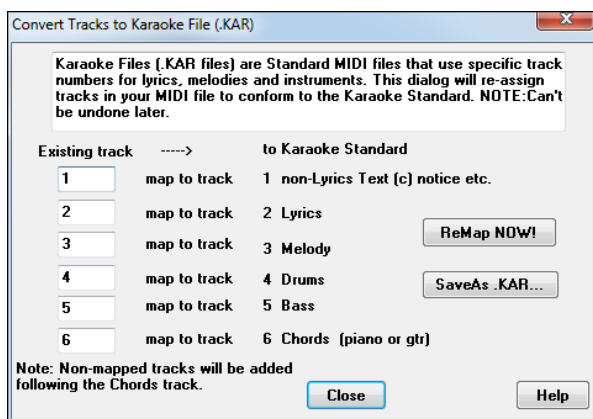 Convert Tracks to Karaoke File (.KAR)
Karaoke Files (.KAR files) are Standard MIDI files that use specific track
numbers for lyrics, melodies and instruments. This dialog will re-assign
tracks in your MIDI file to conform to the Karaoke Standard. NOTE:Can't
be undone later.
Existing track -----> to Karaoke Standard
1 map to track 1 non-Lyrics Text (c) notice etc.
2 map to track 2 Lyrics
ReMap NOW!
3 map to track 3 Melody
4 map to track 4 Drums
SaveAs .KAR...
5 map to track 5 Bass
6 map to track 6 Chords (piano or gtr)
Note: Non-mapped tracks will be added
following the Chords track.
Close
Help